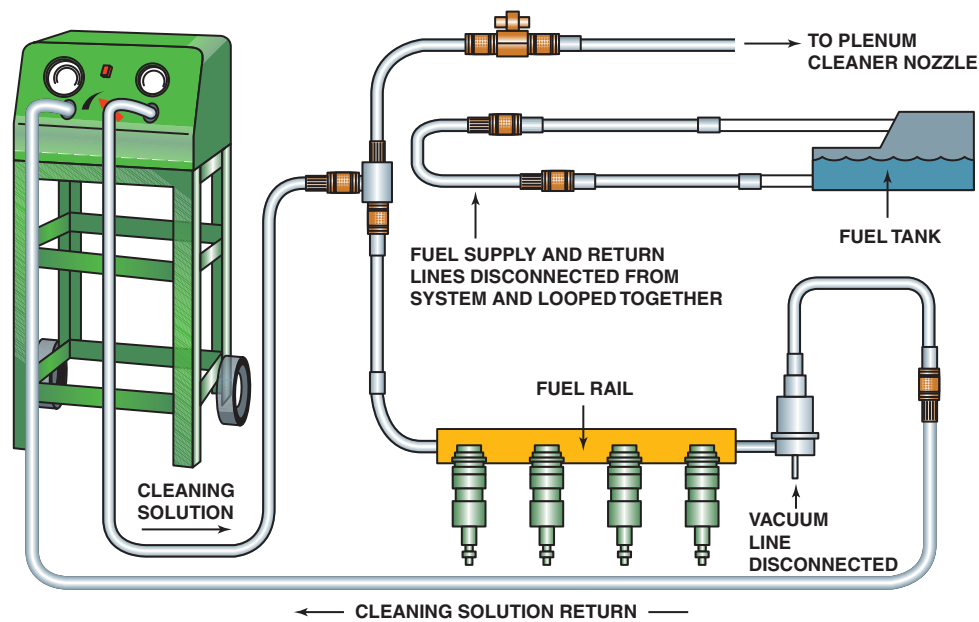 TO PLENUM
CLEANER NOZZLE
FUEL TANK
FUEL SUPPLY AND RETURN
LINES DISCONNECTED FROM
SYSTEM AND LOOPED TOGETHER
FUEL RAIL
CLEANING
SOLUTION
VACUUM
LINE
DISCONNECTED
CLEANING SOLUTION RETURN